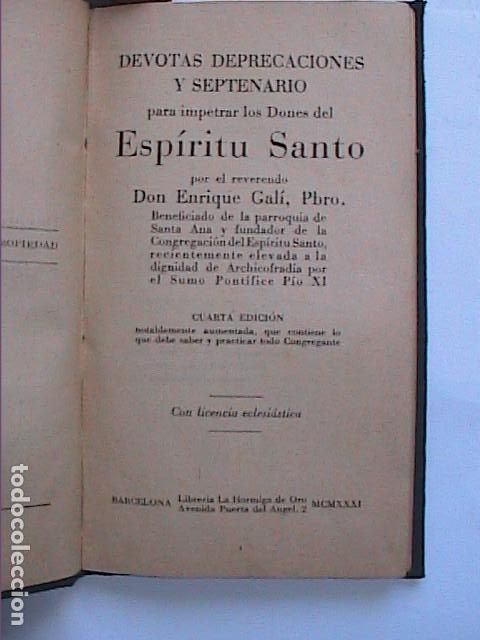 DEVOTAS DEPRECACIONES
Y SEPTENARIO
para impetrar los Dones del
Espíritu Santo
por el reverendo
Don Enrique Galí, Pbro.
Beneficiado de la parroquia de
Santa Ana y fundador de la
Congregación del Espíritu Santo,
recientemente elevada a la
dignidad de Archicofradía por
el Sumo Pontífice Pío XI
CUARTA EDICIÓN
notablemente aumentada, que contiene lo
que debe saber y practicar todo Congregante
Con licencia eclesiástica
BARCELONA Librería La Hormiga de Oro MCMXXXI
Avenida Puerta del Angel, 2
ROPIEDAD
todocoleccion